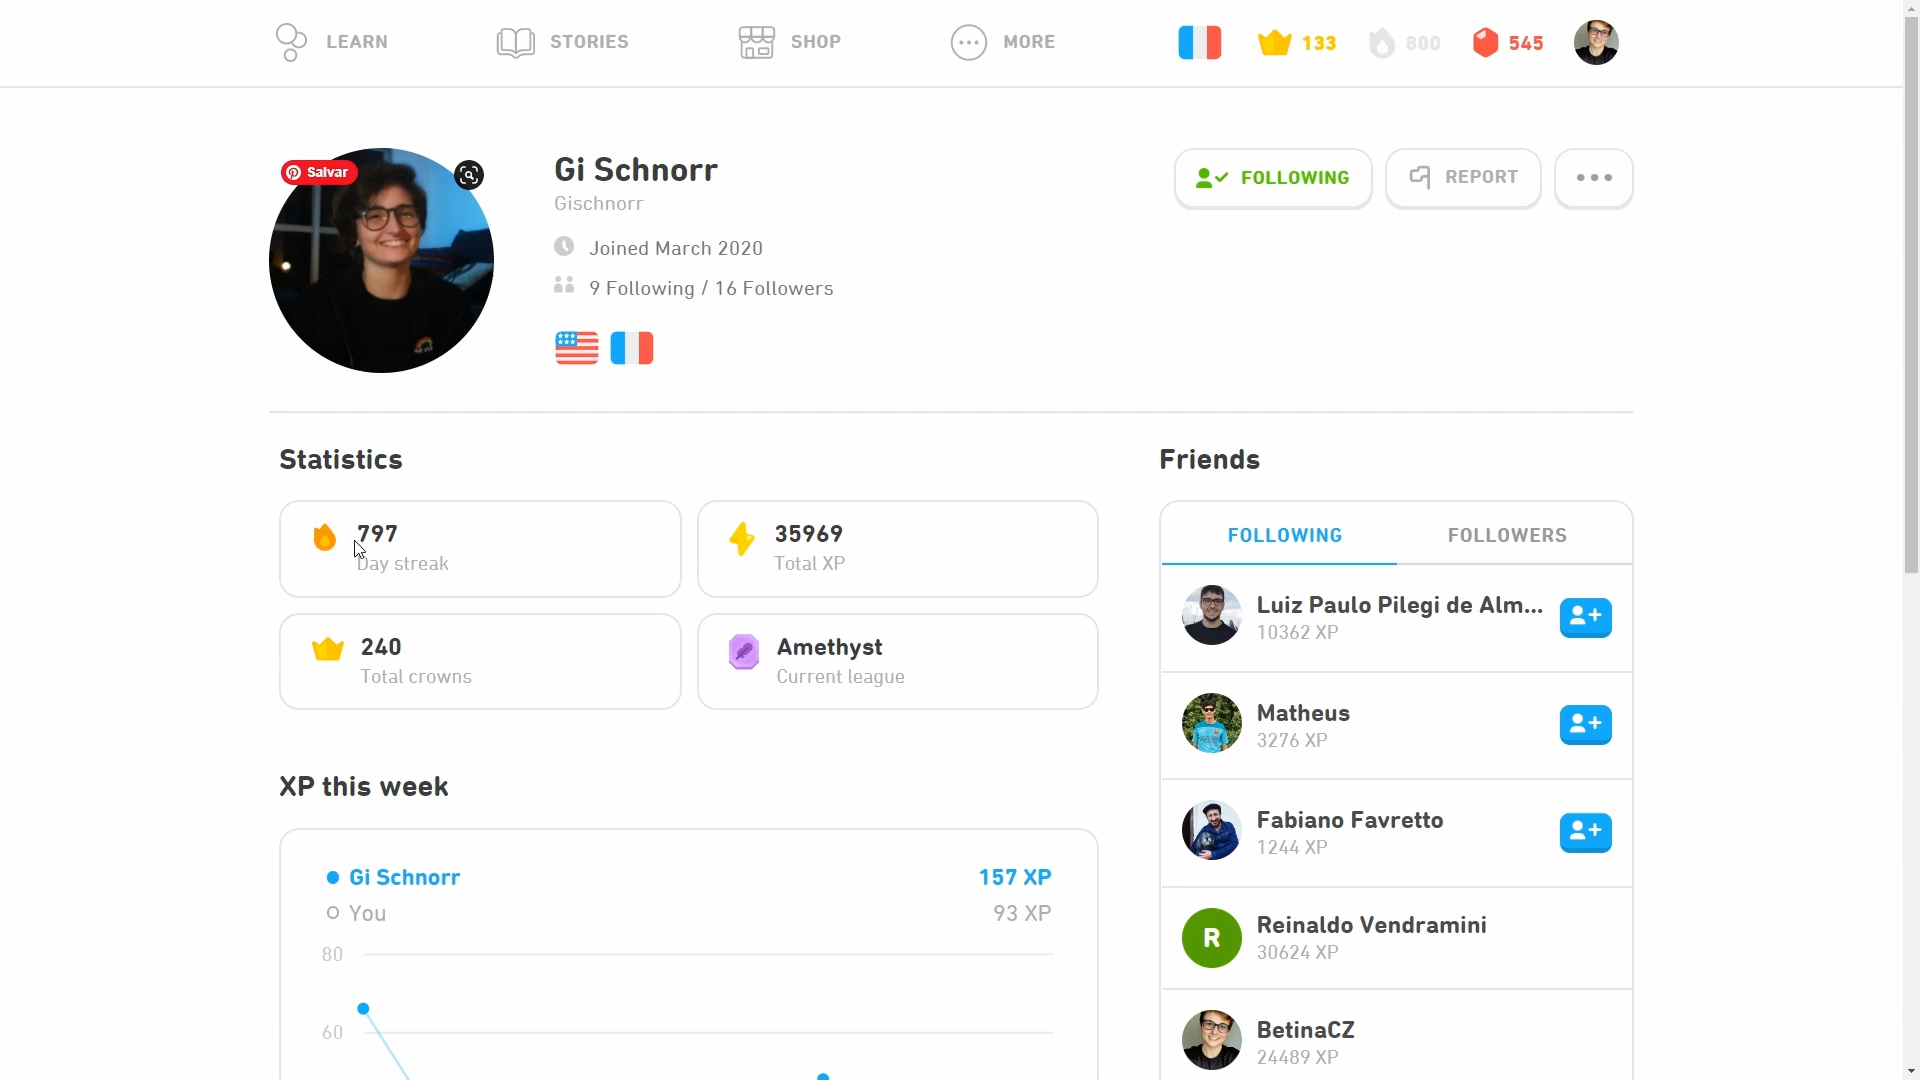 LEARN
STORIES
SHOP
MORE
133
800
545
Salvar
Gi Schnorr
Gischnorr
Joined March 2020
9 Following / 16 Followers
FOLLOWING
REPORT
Statistics
797
Day streak
35969
Total XP
240
Total crowns
Amethyst
Current league
XP this week
Gi Schnorr
157 XP
You
93 XP
80
60
Friends
FOLLOWING
FOLLOWERS
Luiz Paulo Pilegi de Alm...
10362 XP
Matheus
3276 XP
Fabiano Favretto
1244 XP
R
Reinaldo Vendramini
30624 XP
BetinaCZ
24489 XP